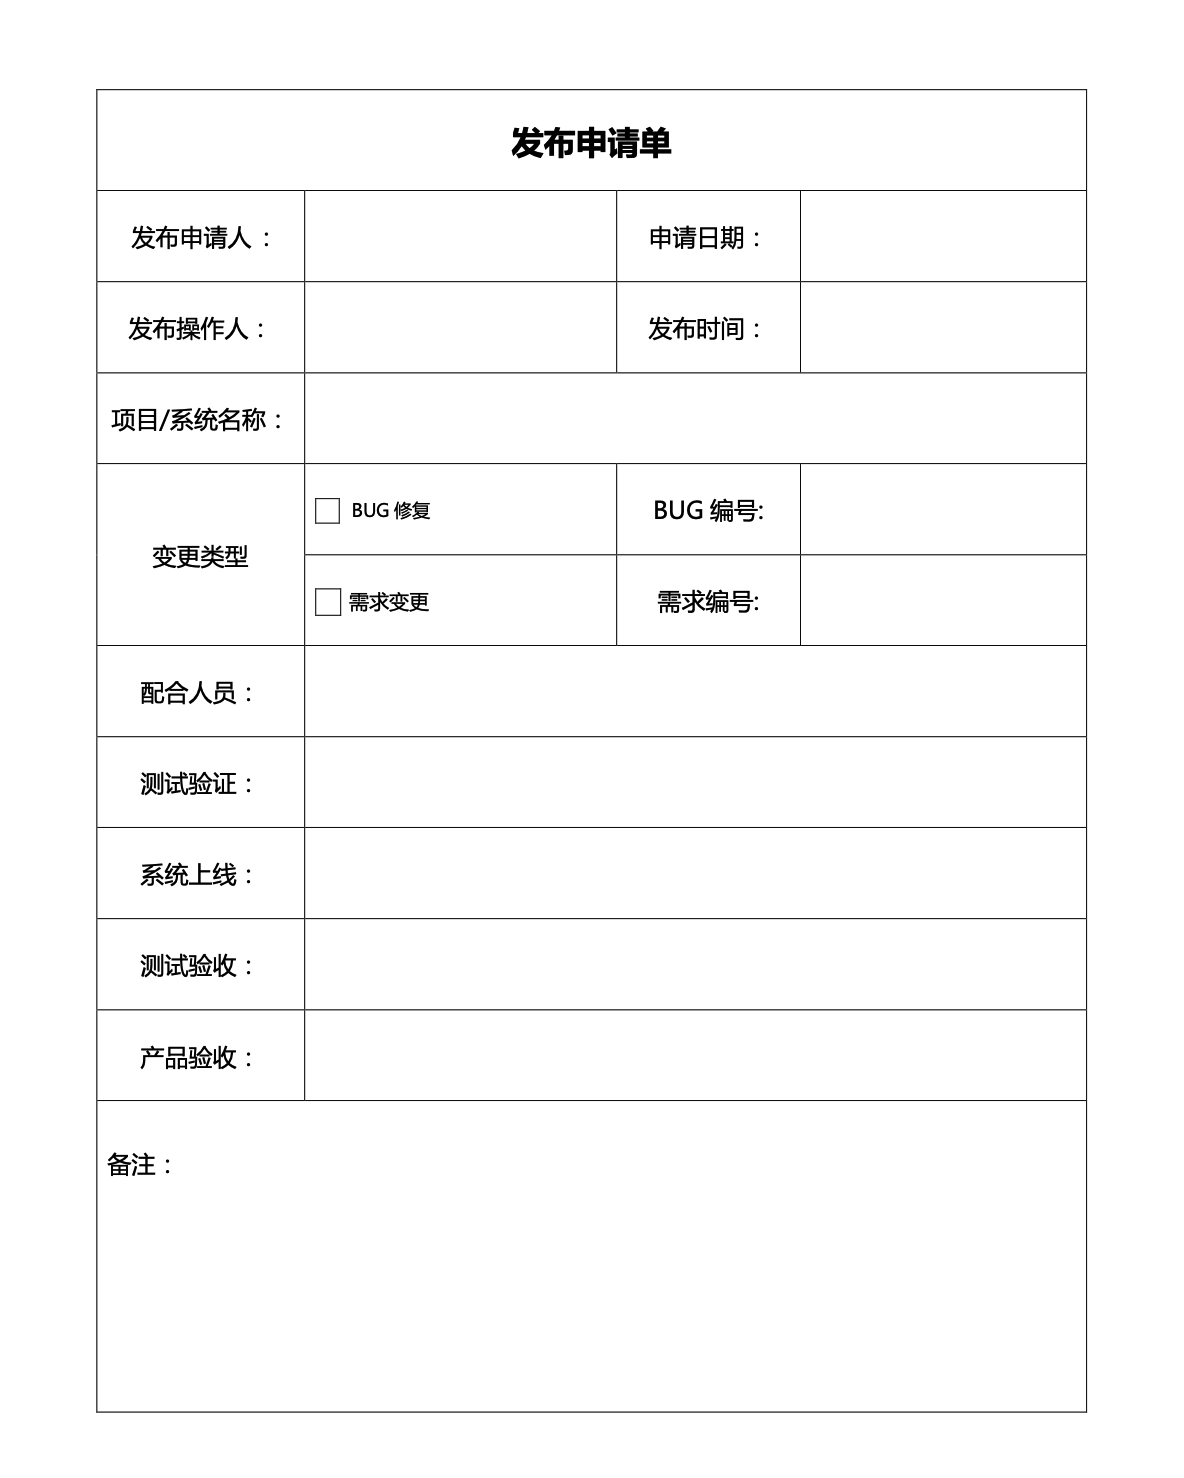 发布申请单
发布申请人：
申请日期：
发布操作人：
发布时间：
项目/系统名称：
变更类型
BUG 修复
BUG 编号:
需求变更
需求编号:
配合人员：
测试验证：
系统上线：
测试验收：
产品验收：
备注：